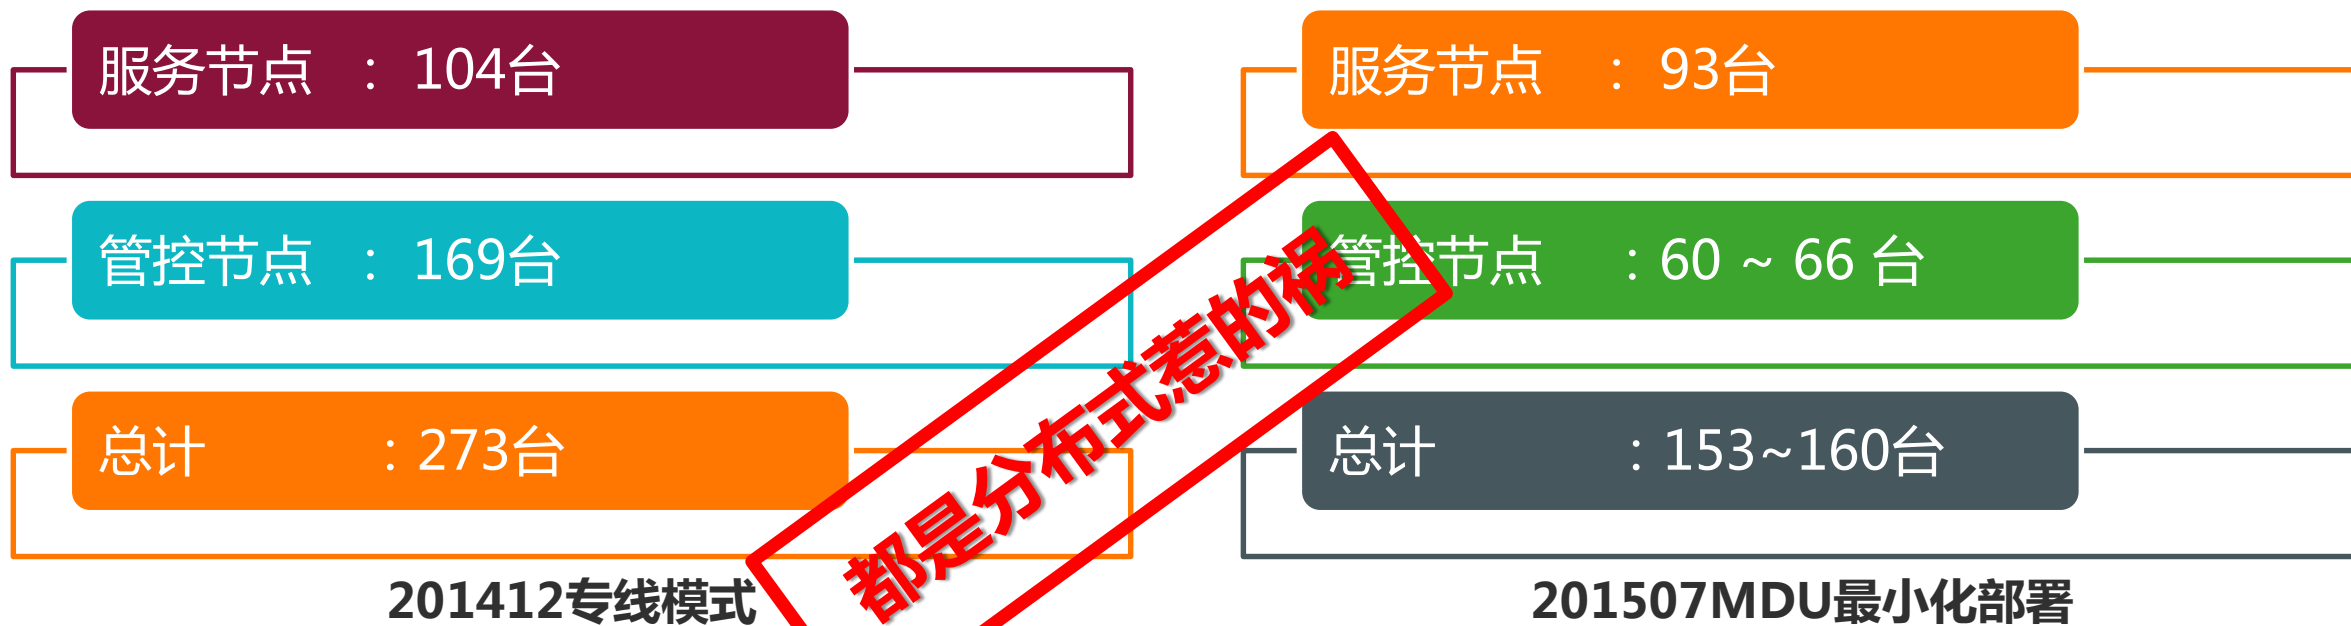 服务节点 : 104台
管控节点 : 169台
总计 : 273台
201412专线模式
服务节点 : 93台
管控节点 : 60 ~ 66 台
总计 : 153~160台
201507MDU最小化部署
都是分布式惹的祸